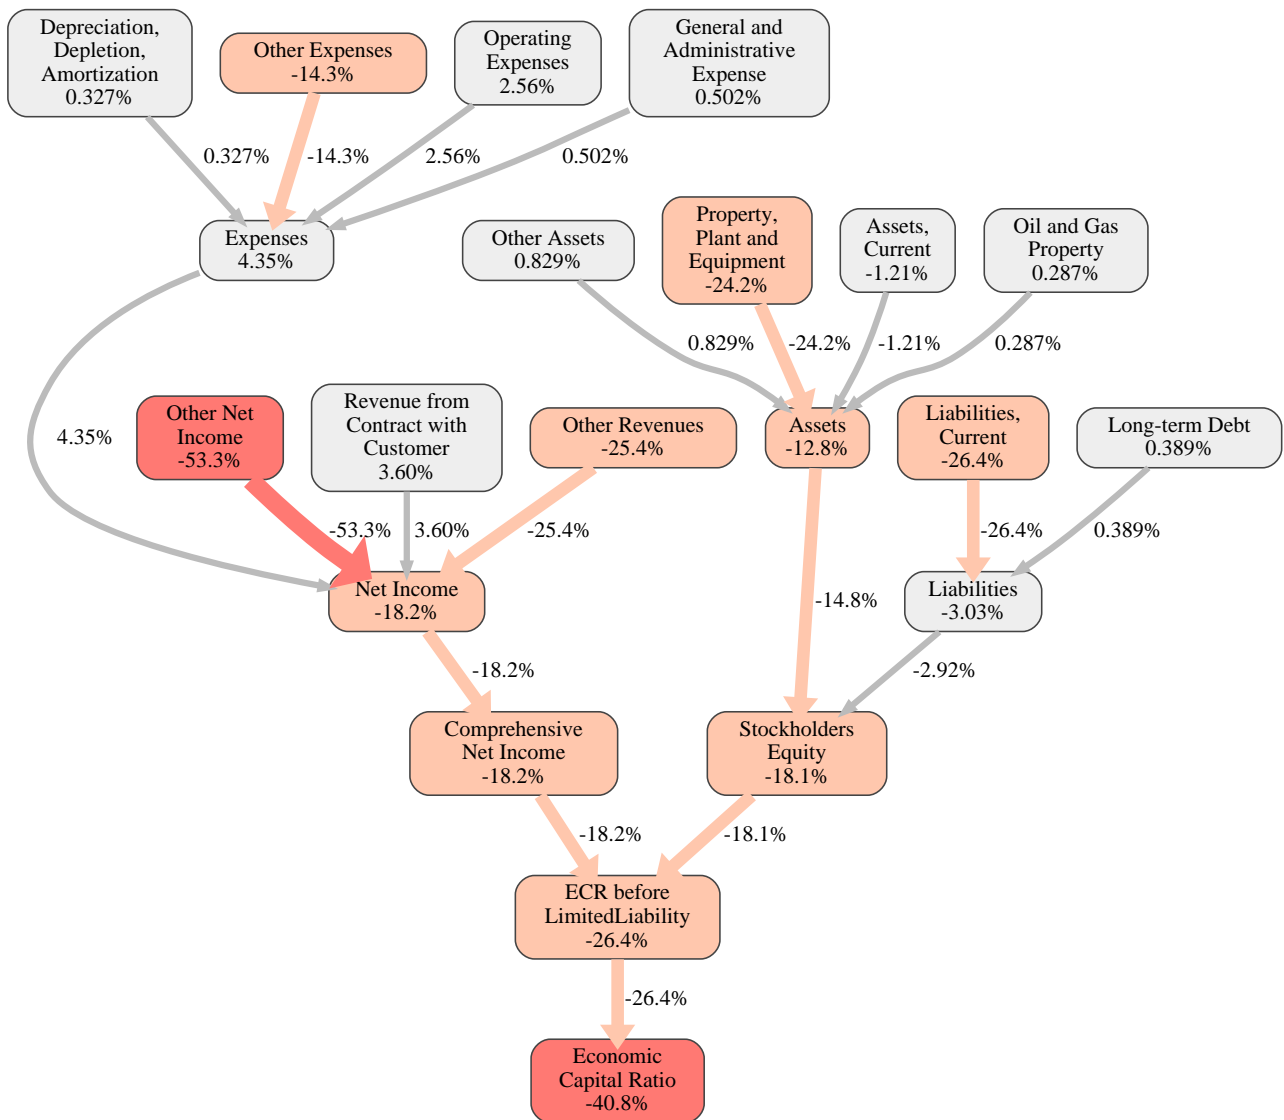 Depreciation,
Depletion,
Amortization
0.327%
Other Expenses
-14.3%
Operating
Expenses
2.56%
General and
Administrative
Expense
0.502%
0.327%
-14.3%
2.56%
0.502%
Expenses
4.35%
Other Assets
0.829%
Property,
Plant and
Equipment
-24.2%
Assets,
Current
-1.21%
Oil and Gas
Property
0.287%
0.829%
-24.2%
-1.21%
0.287%
4.35%
Other Net
Income
-53.3%
Revenue from
Contract with
Customer
3.60%
Other Revenues
-25.4%
Assets
-12.8%
Liabilities,
Current
-26.4%
Long-term Debt
0.389%
-53.3%
3.60%
-25.4%
-26.4%
0.389%
Net Income
-18.2%
-14.8%
Liabilities
-3.03%
-18.2%
-2.92%
Comprehensive
Net Income
-18.2%
Stockholders
Equity
-18.1%
-18.2%
-18.1%
ECR before
LimitedLiability
-26.4%
-26.4%
Economic
Capital Ratio
-40.8%